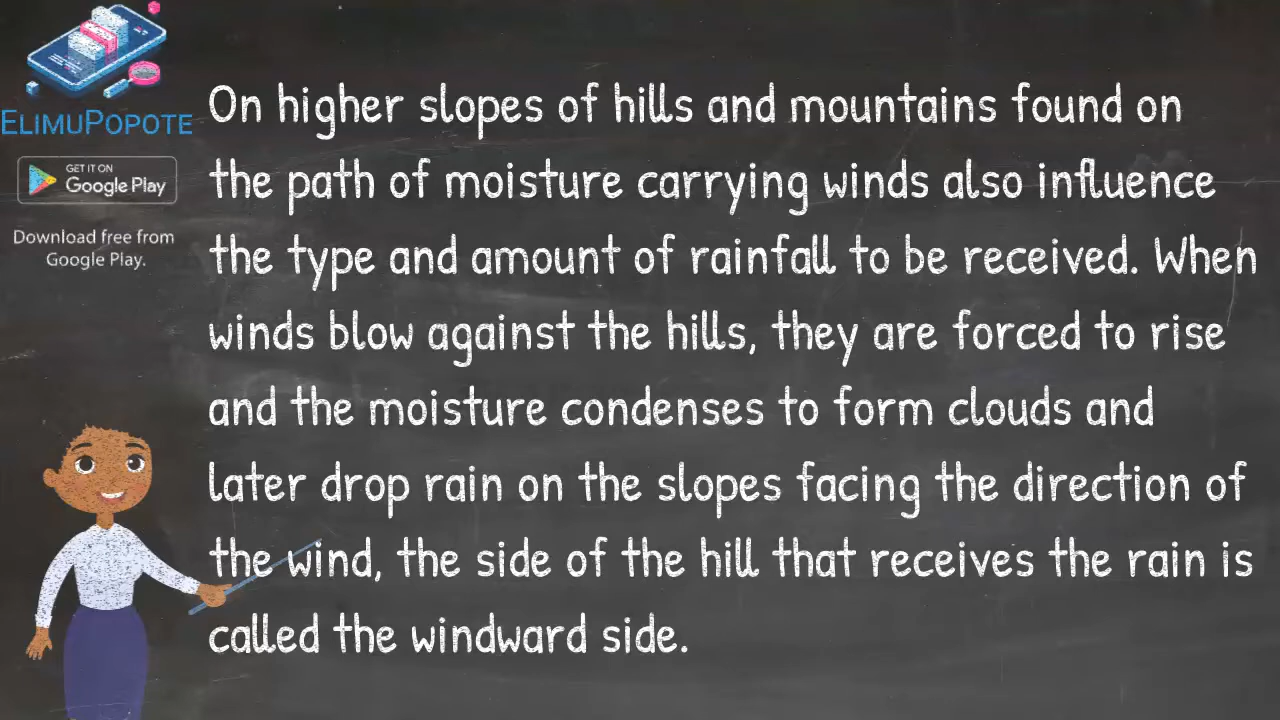 ELIMUPOPOTE
GET IT ON
Google Play
Download free from
Google Play.
On higher slopes of hills and mountains found on
the path of moisture carrying winds also influence
the type and amount of rainfall to be received. When
winds blow against the hills, they are forced to rise
and the moisture condenses to form clouds and
later drop rain on the slopes facing the direction of
the wind, the side of the hill that receives the rain is
called the windward side.